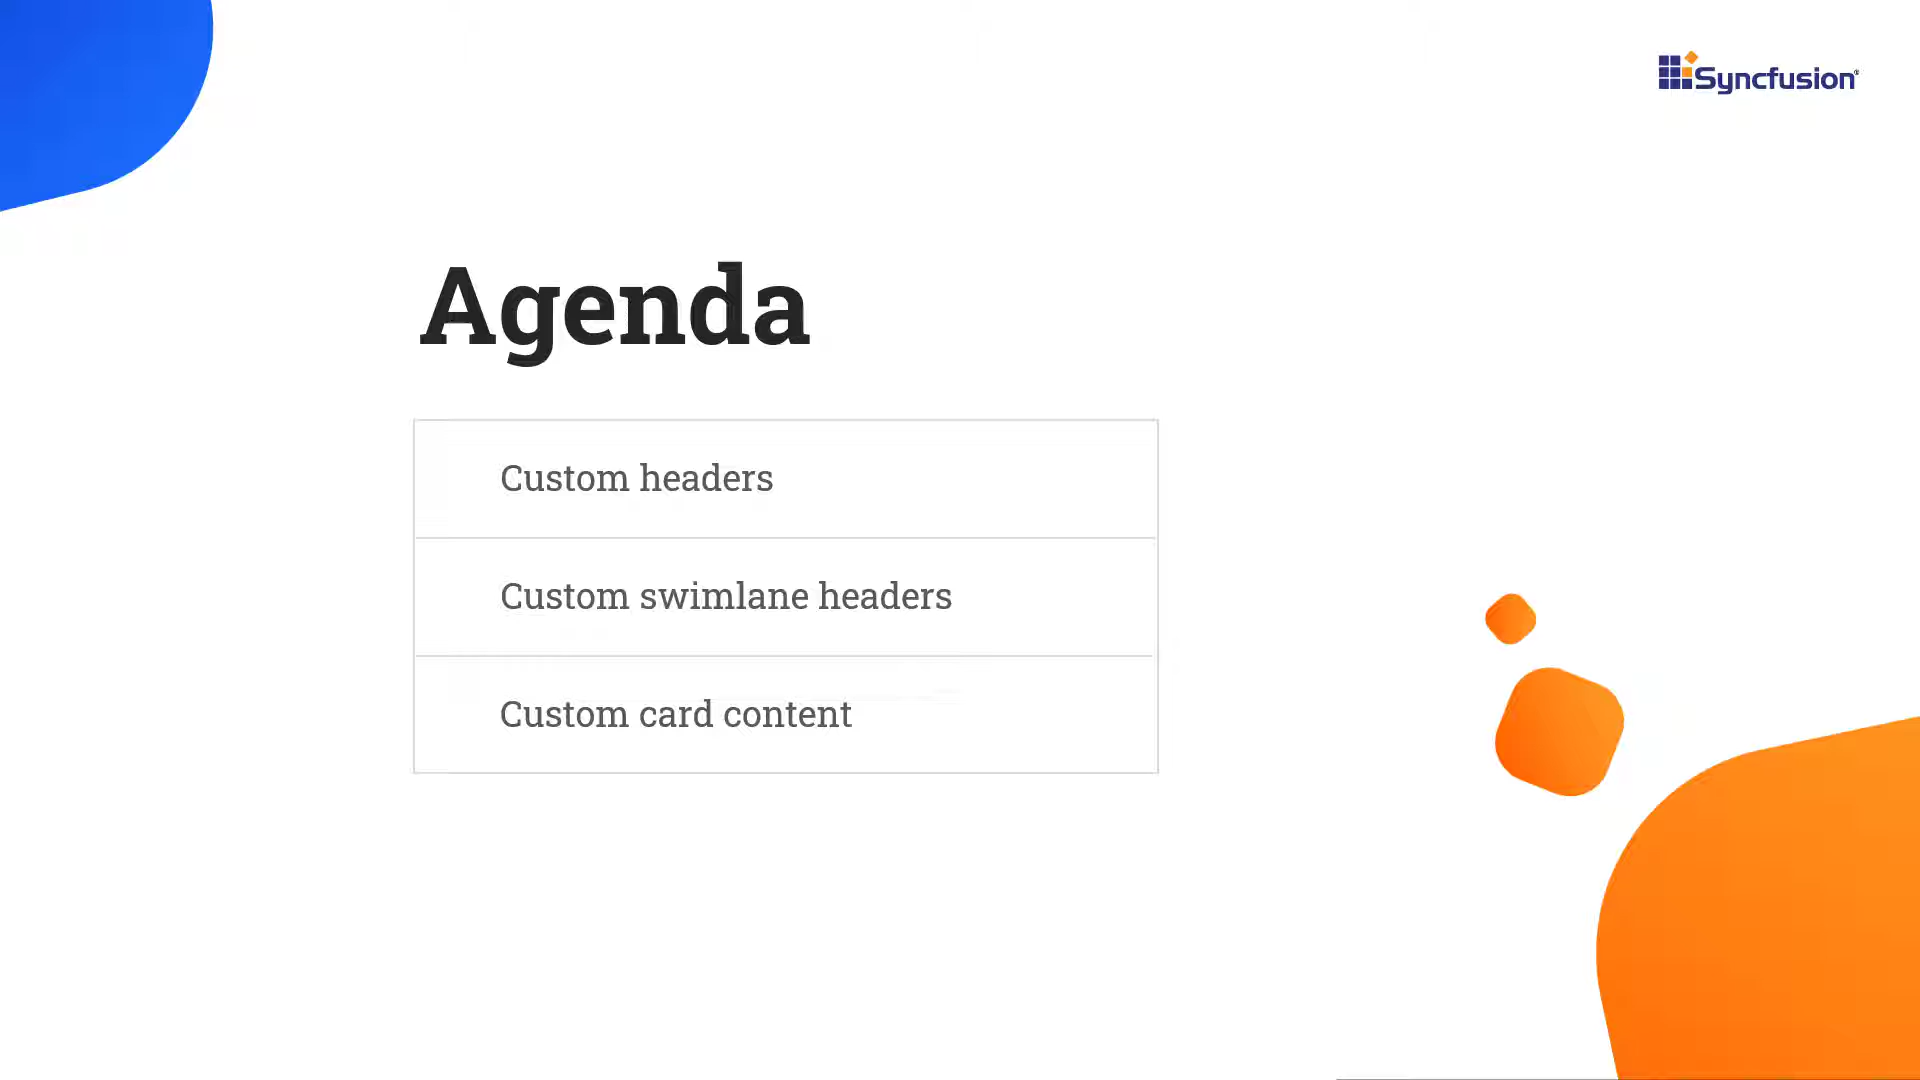 Syncfusion®
Agenda
Custom headers
Custom swimlane headers
Custom card content